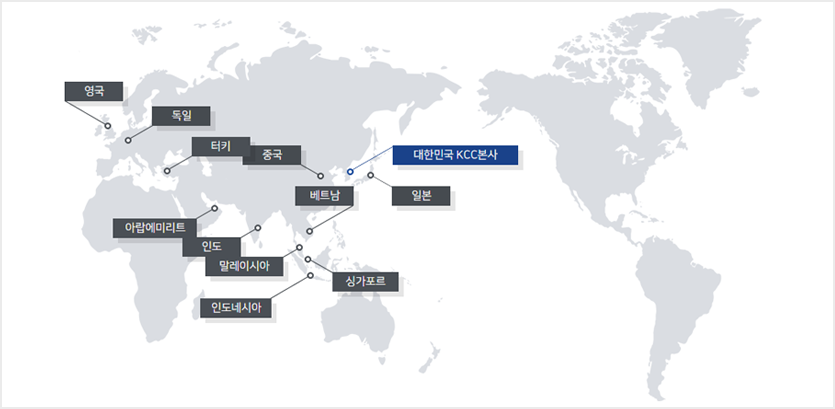 영국
독일
터키
중국
대한민국 KCC본사
베트남
일본
아랍에미리트
인도
말레이시아
싱가포르
인도네시아